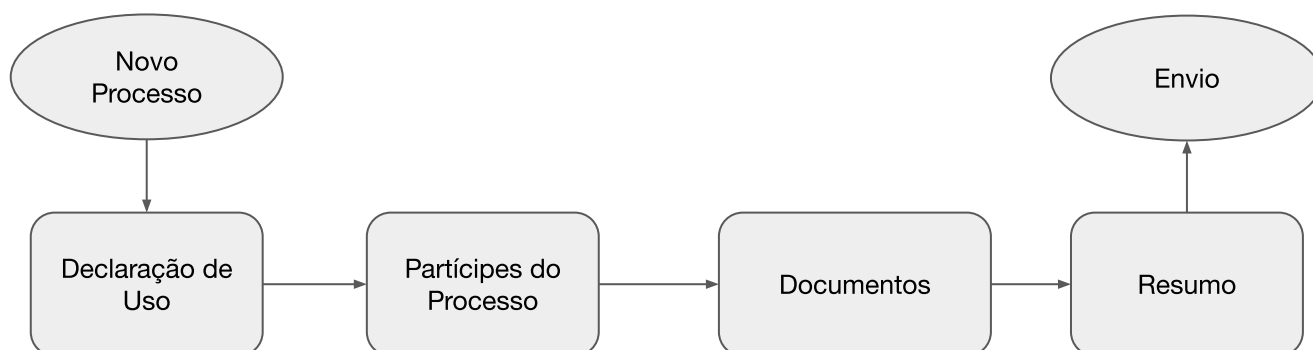 Novo
Processo
Envio
Declaração de
Uso
Partícipes do
Processo
Documentos
Resumo